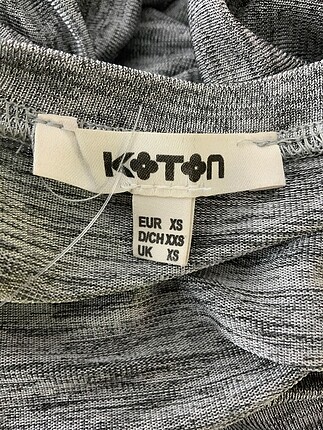 KOTON
EUR XS
D/CH XXS
UK XS